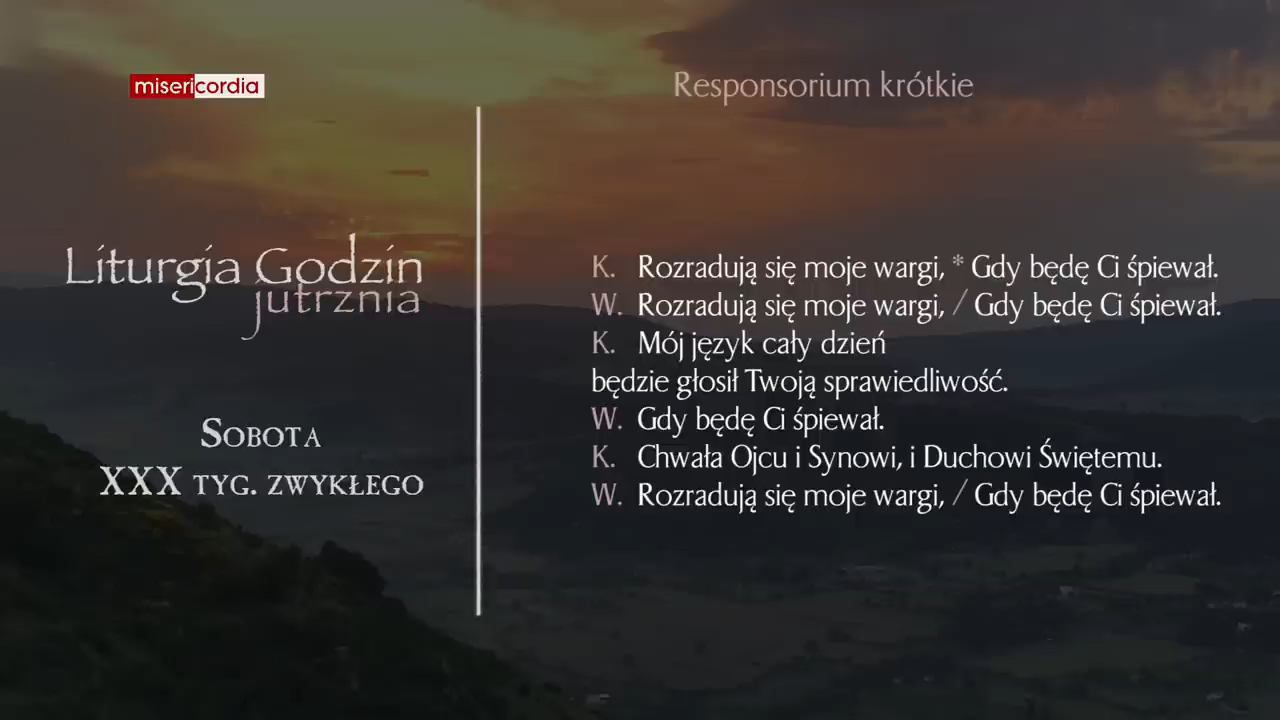 misericordia
Responsorium krótkie
Liturgia Godzin
jutrznia
Sobota
XXX tyg. zwykłego
K. Rozradują się moje wargi, * Gdy będę Ci śpiewał.
W. Rozradują się moje wargi, / Gdy będę Ci śpiewał.
K. Mój język cały dzień
będzie głosił Twoją sprawiedliwość.
W. Gdy będę Ci śpiewał.
K. Chwała Ojcu i Synowi, i Duchowi Świętemu.
W. Rozradują się moje wargi, / Gdy będę Ci śpiewał.